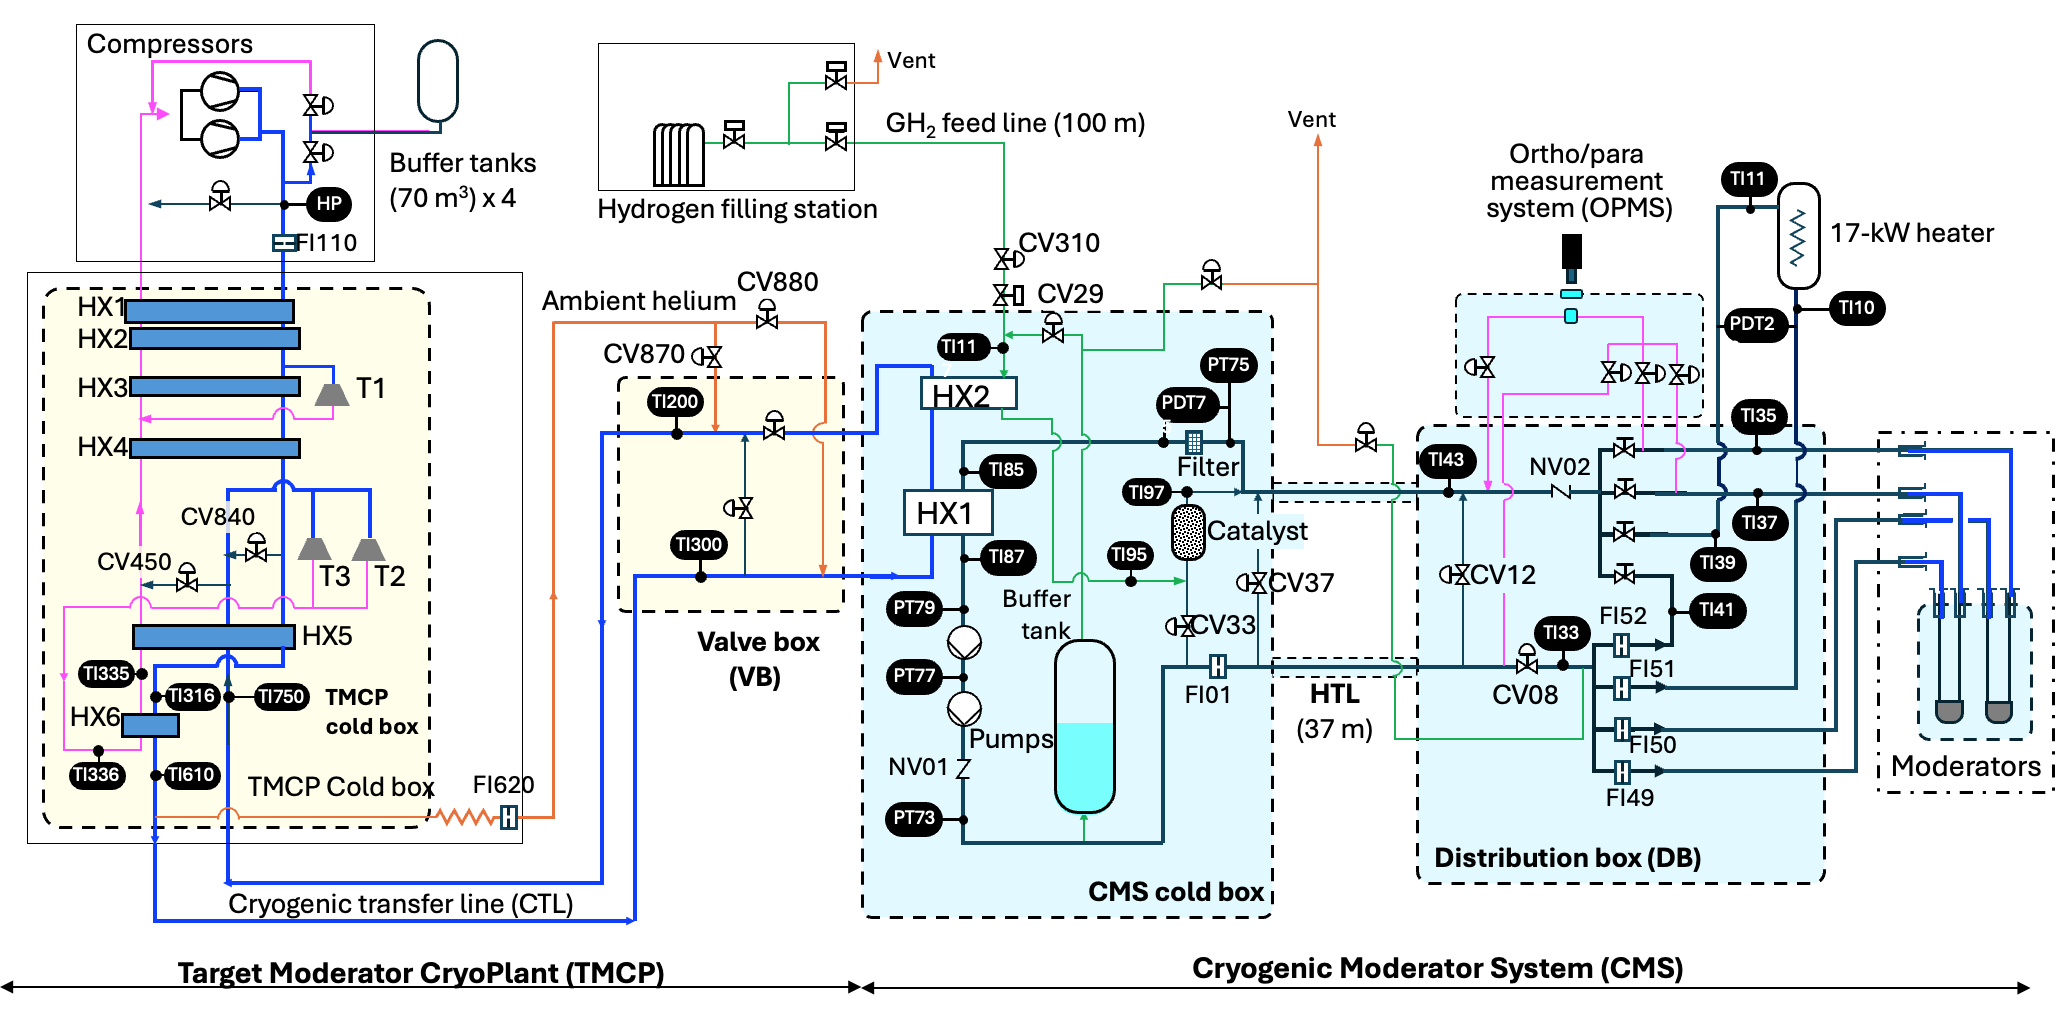 Compressors
Buffer tanks
(70 m³) x 4
HP
FI110
Vent
GH₂ feed line (100 m)
Hydrogen filling station
CV310
CV29
Vent
Ortho/para
measurement
system (OPMS)
TI11
17-kW heater
TI10
PDT2
HX1
HX2
HX3
T1
HX4
CV840
CV450
T3
T2
HX5
TI335
TI316
TI750
TMCP
cold box
HX6
TI336
TI610
TMCP Cold box
FI620
Ambient helium
CV880
CV870
TI200
TI300
Valve box
(VB)
Cryogenic transfer line (CTL)
TI11
HX2
PT75
PDT7
Filter
TI85
HX1
TI97
Catalyst
TI87
TI95
CV37
PT79
Buffer
tank
CV33
PT77
FI01
Pumps
NV01
PT73
CMS cold box
HTL
(37 m)
TI43
NV02
TI35
TI37
TI39
CV12
TI41
TI33
FI52
FI51
CV08
FI50
FI49
Distribution box (DB)
Moderators
Target Moderator CryoPlant (TMCP)
Cryogenic Moderator System (CMS)